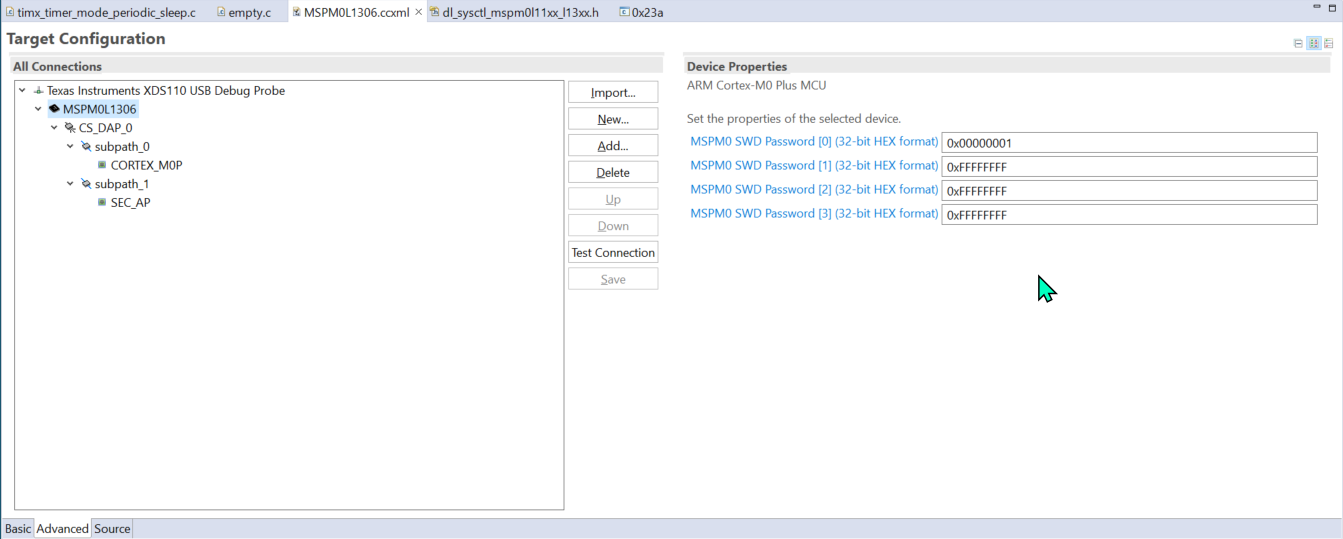 timx_timer_mode_periodic_sleep.c empty.c MSPM0L1306.ccxml dl_sysctl_mspm0l11xx_l13xx.h 0x23a
Target Configuration
All Connections
Texas Instruments XDS110 USB Debug Probe
MSPM0L1306
CS_DAP_0
subpath_0
CORTEX_M0P
subpath_1
SEC_AP
Import...
New...
Add...
Delete
Up
Down
Test Connection
Save
Device Properties
ARM Cortex-M0 Plus MCU
Set the properties of the selected device.
MSPM0 SWD Password [0] (32-bit HEX format) 0x00000001
MSPM0 SWD Password [1] (32-bit HEX format) 0xFFFFFFFF
MSPM0 SWD Password [2] (32-bit HEX format) 0xFFFFFFFF
MSPM0 SWD Password [3] (32-bit HEX format) 0xFFFFFFFF
Basic Advanced Source